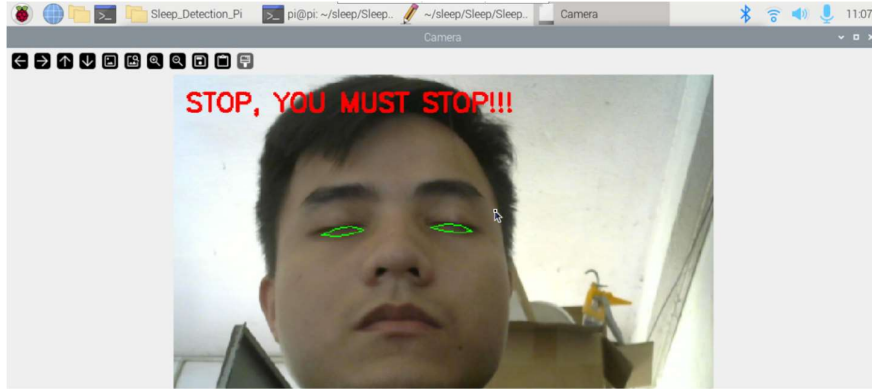 Sleep_Detection_Pi
pi@pi: ~/sleep/Sleep..
~/sleep/Sleep/Sleep..
Camera
11:07
Camera
STOP, YOU MUST STOP!!!